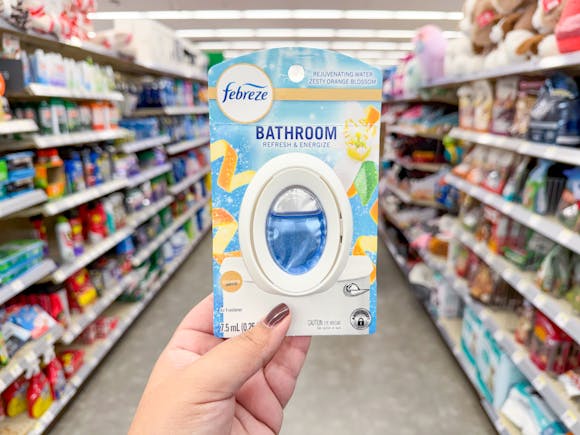 febreze
REJUVENATING WATER
ZESTY ORANGE BLOSSOM
BATHROOM
REFRESH & ENERGIZE
7.5 mL
CAUTION: